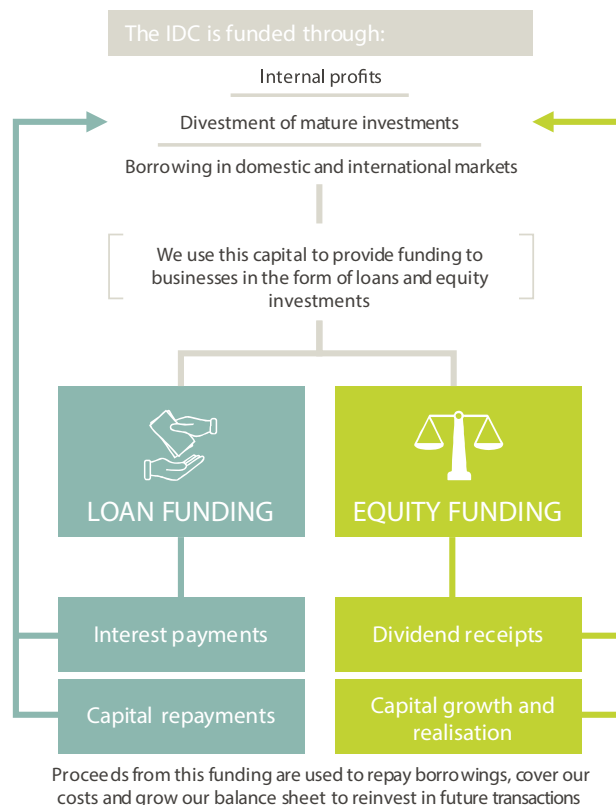 The IDC is funded through:
Internal profits
Divestment of mature investments
Borrowing in domestic and international markets
We use this capital to provide funding to
businesses in the form of loans and equity
investments
LOAN FUNDING
EQUITY FUNDING
Interest payments
Dividend receipts
Capital repayments
Capital growth and
realisation
Proceeds from this funding are used to repay borrowings, cover our
costs and grow our balance sheet to reinvest in future transactions